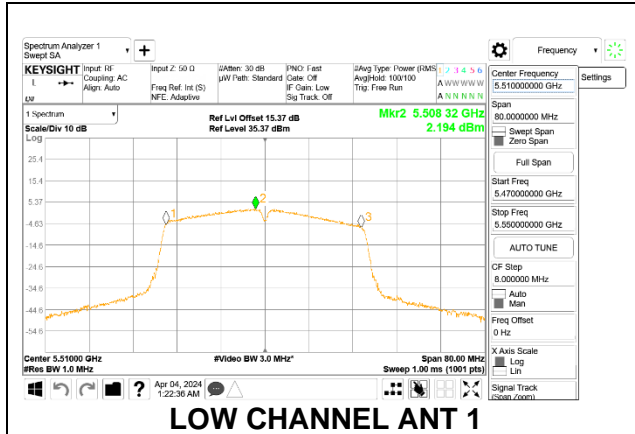 Spectrum Analyzer 1
Swept SA
Frequency
KEYSIGHT
Input: RF
Coupling: AC
Align: Auto
Input Z: 50 Ω
Freq Ref: Int (S)
NFE: Adaptive
#Atten: 30 dB
µW Path: Standard
PNO: Fast
Gate: Off
IF Gain: Low
Sig Track: Off
#Avg Type: Power (RMS
Avg|Hold: 100/100
Trig: Free Run
1 2 3 4 5 6
A W W W W W
A N N N N N
L
Center Frequency
5.510000000 GHz
Settings
Span
80.0000000 MHz
Swept Span
Zero Span
Full Span
Start Freq
5.470000000 GHz
Stop Freq
5.550000000 GHz
AUTO TUNE
CF Step
8.000000 MHz
Auto
Man
Freq Offset
0 Hz
X Axis Scale
Log
Lin
Signal Track
(Span Zoom)
1 Spectrum
Scale/Div 10 dB
Log
Ref Lvl Offset 15.37 dB
Ref Level 35.37 dBm
Mkr2 5.508 32 GHz
2.194 dBm
25.4
15.4
5.37
-4.63
-14.6
-24.6
-34.6
-44.6
-54.6
1
2
3
Center 5.51000 GHz
#Res BW 1.0 MHz
#Video BW 3.0 MHz*
Span 80.00 MHz
Sweep 1.00 ms (1001 pts)
Apr 04, 2024
1:22:36 AM
LOW CHANNEL ANT 1